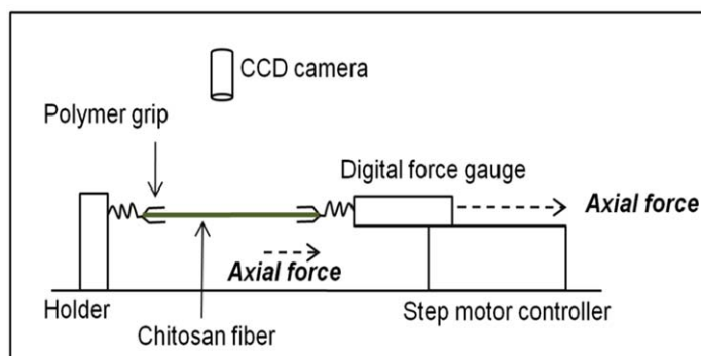 CCD camera
Polymer grip
Digital force gauge
Axial force
Axial force
Holder
Step motor controller
Chitosan fiber